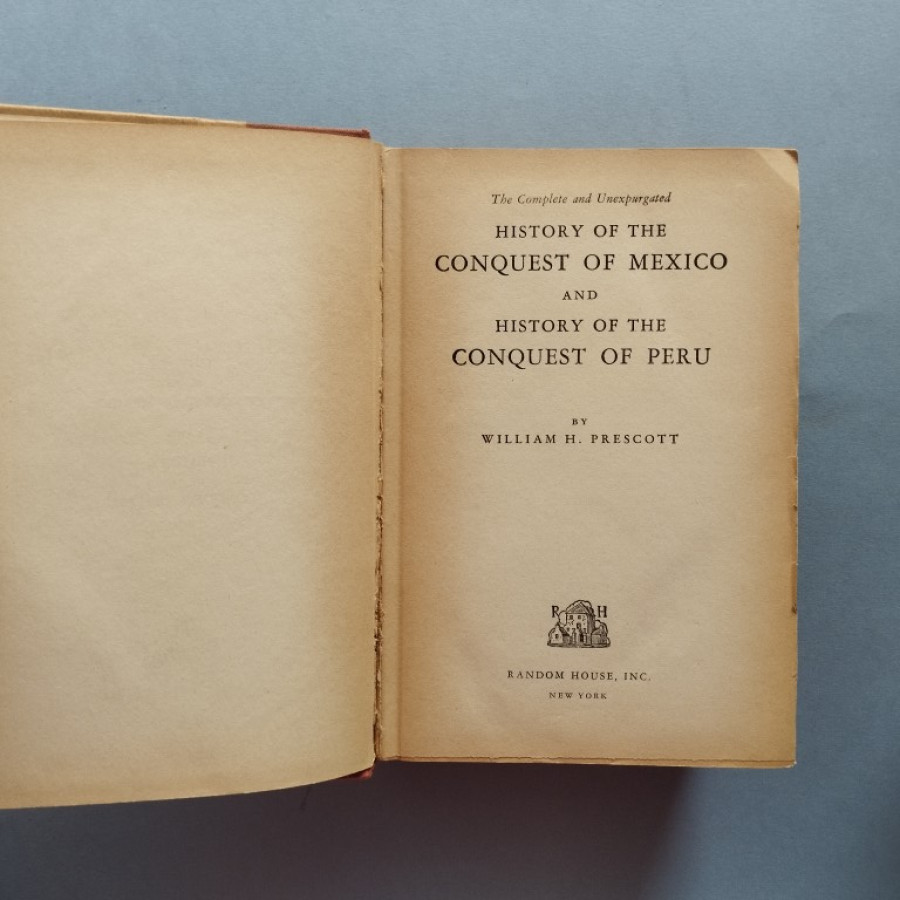 The Complete and Unexpurgated
HISTORY OF THE
CONQUEST OF MEXICO
AND
HISTORY OF THE
CONQUEST OF PERU
BY
WILLIAM H. PRESCOTT
R H
RANDOM HOUSE, INC.
NEW YORK